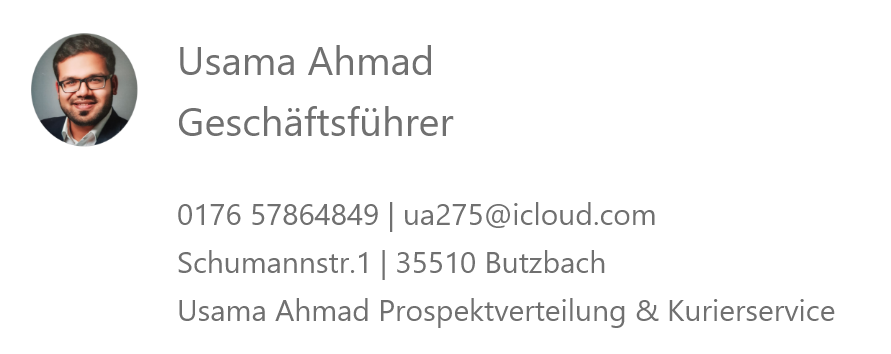 Usama Ahmad
Geschäftsführer
0176 57864849 | ua275@icloud.com
Schumannstr.1 | 35510 Butzbach
Usama Ahmad Prospektverteilung & Kurierservice